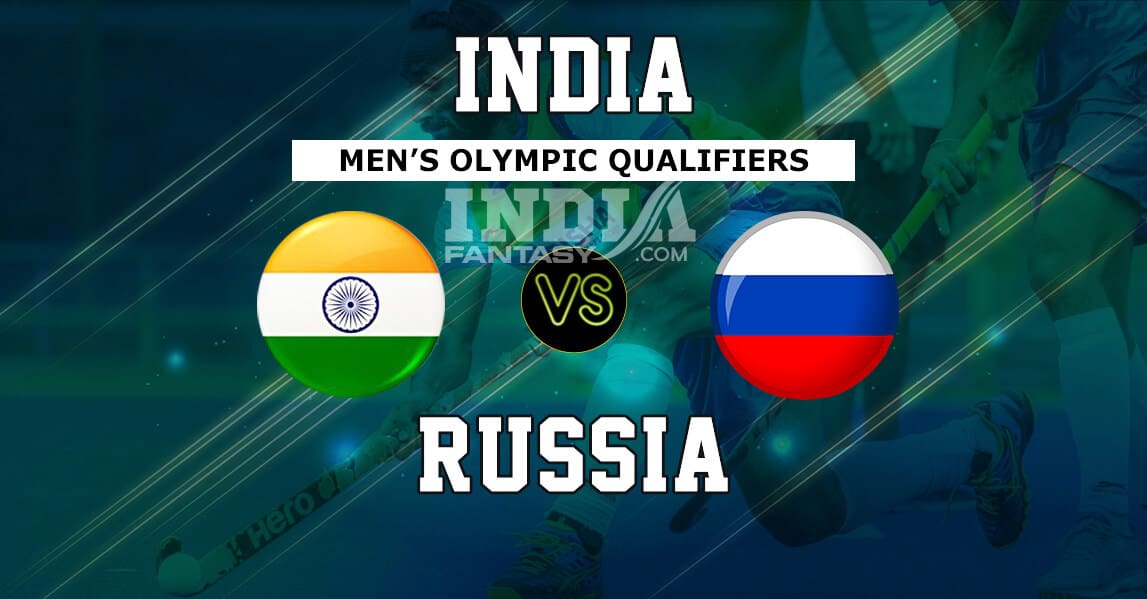 INDIA
MEN'S OLYMPIC QUALIFIERS
INDIA
FANTASY.COM
VS
RUSSIA
Hero